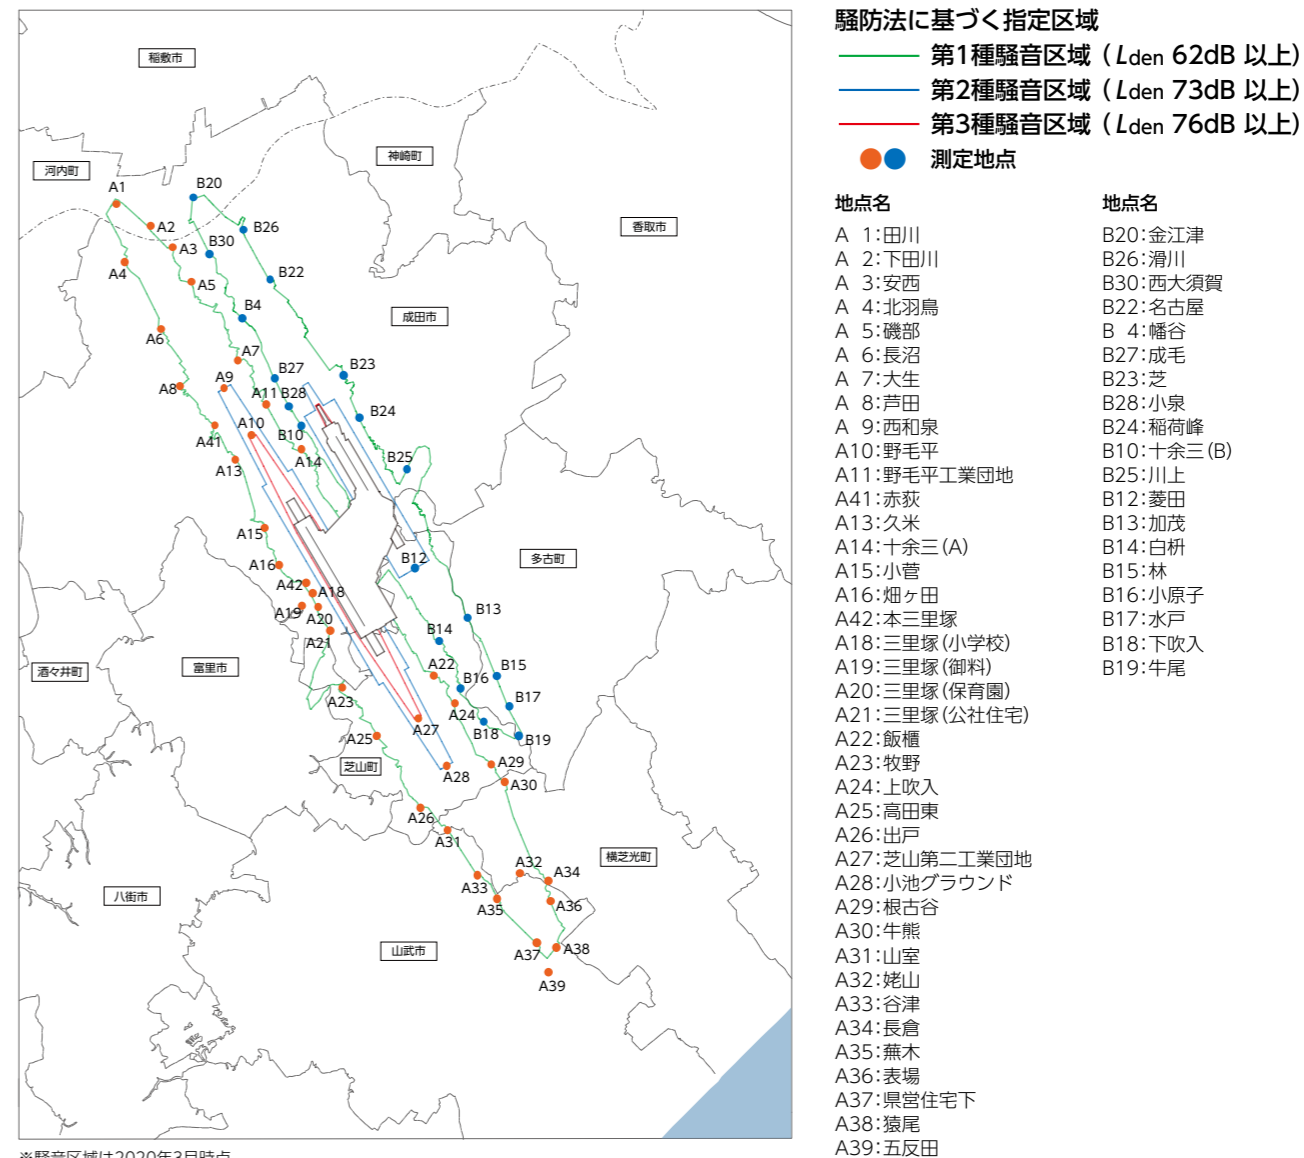 稲敷市
河内町
神崎町
香取市
成田市
多古町
酒々井町
富里市
芝山町
横芝光町
八街市
山武市
A1
A2
A3
A4
A5
A6
A7
A8
A9
A10
A11
A41
A13
A14
A15
A16
A42
A18
A19
A20
A21
A22
A23
A24
A25
A26
A27
A28
A29
A30
A31
A32
A33
A34
A35
A36
A37
A38
A39
B20
B26
B30
B22
B4
B27
B23
B28
B24
B10
B25
B12
B13
B14
B15
B16
B17
B18
B19
※騒音区域は2020年3月時点
騒防法に基づく指定区域
第1種騒音区域（Lden 62dB 以上）
第2種騒音区域（Lden 73dB 以上）
第3種騒音区域（Lden 76dB 以上）
測定地点
地点名
A 1：田川
A 2：下田川
A 3：安西
A 4：北羽鳥
A 5：磯部
A 6：長沼
A 7：大生
A 8：芦田
A 9：西和泉
A10：野毛平
A11：野毛平工業団地
A41：赤荻
A13：久米
A14：十余三（A）
A15：小菅
A16：畑ヶ田
A42：本三里塚
A18：三里塚（小学校）
A19：三里塚（御料）
A20：三里塚（保育園）
A21：三里塚（公社住宅）
A22：飯櫃
A23：牧野
A24：上吹入
A25：高田東
A26：出戸
A27：芝山第二工業団地
A28：小池グラウンド
A29：根古谷
A30：牛熊
A31：山室
A32：姥山
A33：谷津
A34：長倉
A35：蕪木
A36：表場
A37：県営住宅下
A38：猿尾
A39：五反田
地点名
B20：金江津
B26：滑川
B30：西大須賀
B22：名古屋
B 4：幡谷
B27：成毛
B23：芝
B28：小泉
B24：稲荷峰
B10：十余三（B）
B25：川上
B12：菱田
B13：加茂
B14：白枡
B15：林
B16：小原子
B17：水戸
B18：下吹入
B19：牛尾